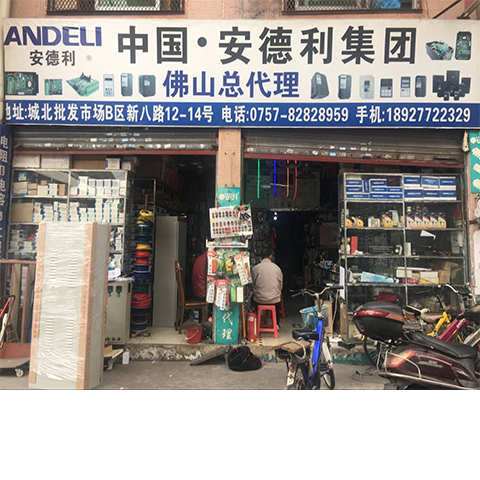 ANDELI
安德利 ®
中国·安德利集团
佛山总代理
地址:城北批发市场B区新八路12-14号 电话:0757-82828959 手机:18927722329
代理